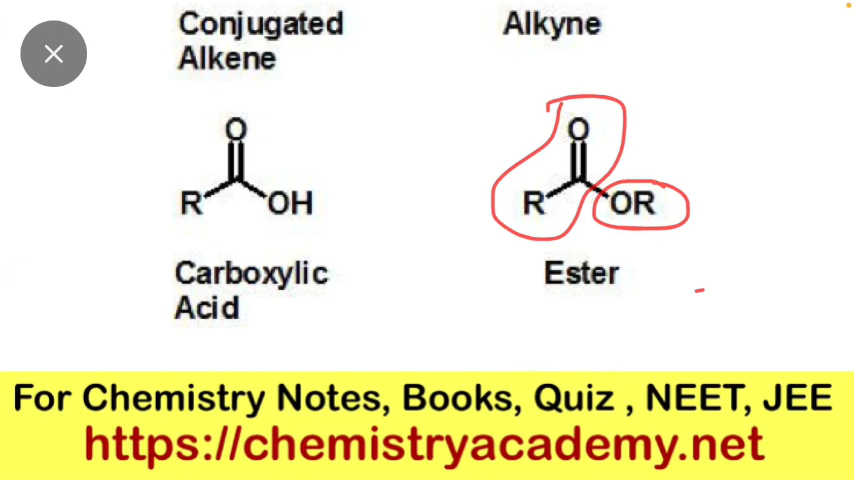 Conjugated Alkyne
Alkene
O O
R OH R OR
Carboxylic Ester
Acid
For Chemistry Notes, Books, Quiz , NEET, JEE
https://chemistryacademy.net